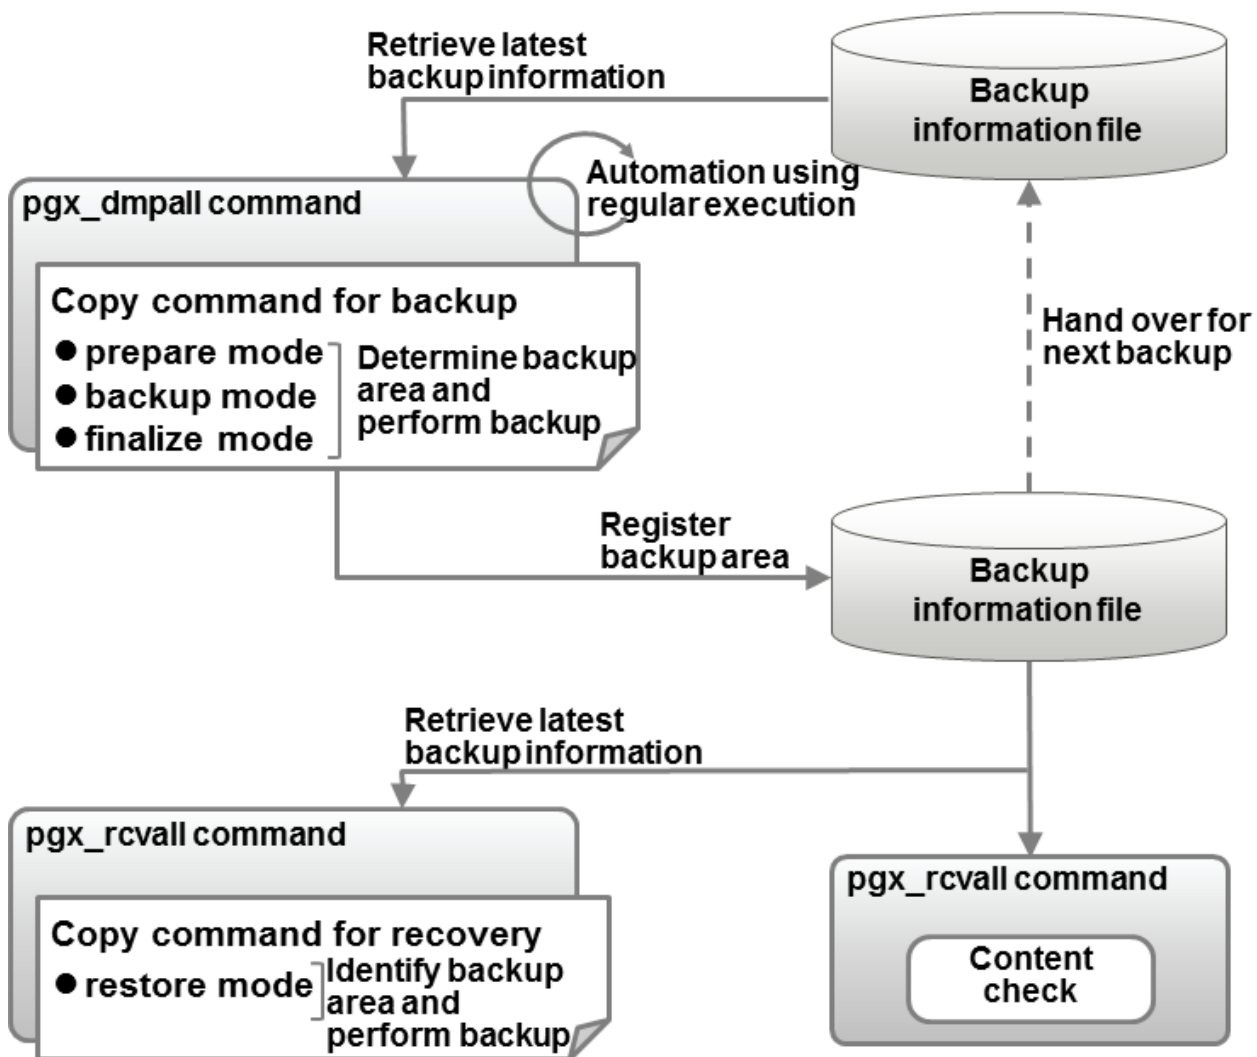 Retrieve latest
backup information
Backup
information file
Automation using
regular execution
pgx_dmpall command
Copy command for backup
● prepare mode
● backup mode
● finalize mode
Determine backup
area and
perform backup
Hand over for
next backup
Register
backup area
Backup
information file
Retrieve latest
backup information
pgx_rcvall command
Copy command for recovery
● restore mode
Identify backup
area and
perform backup
pgx_rcvall command
Content
check